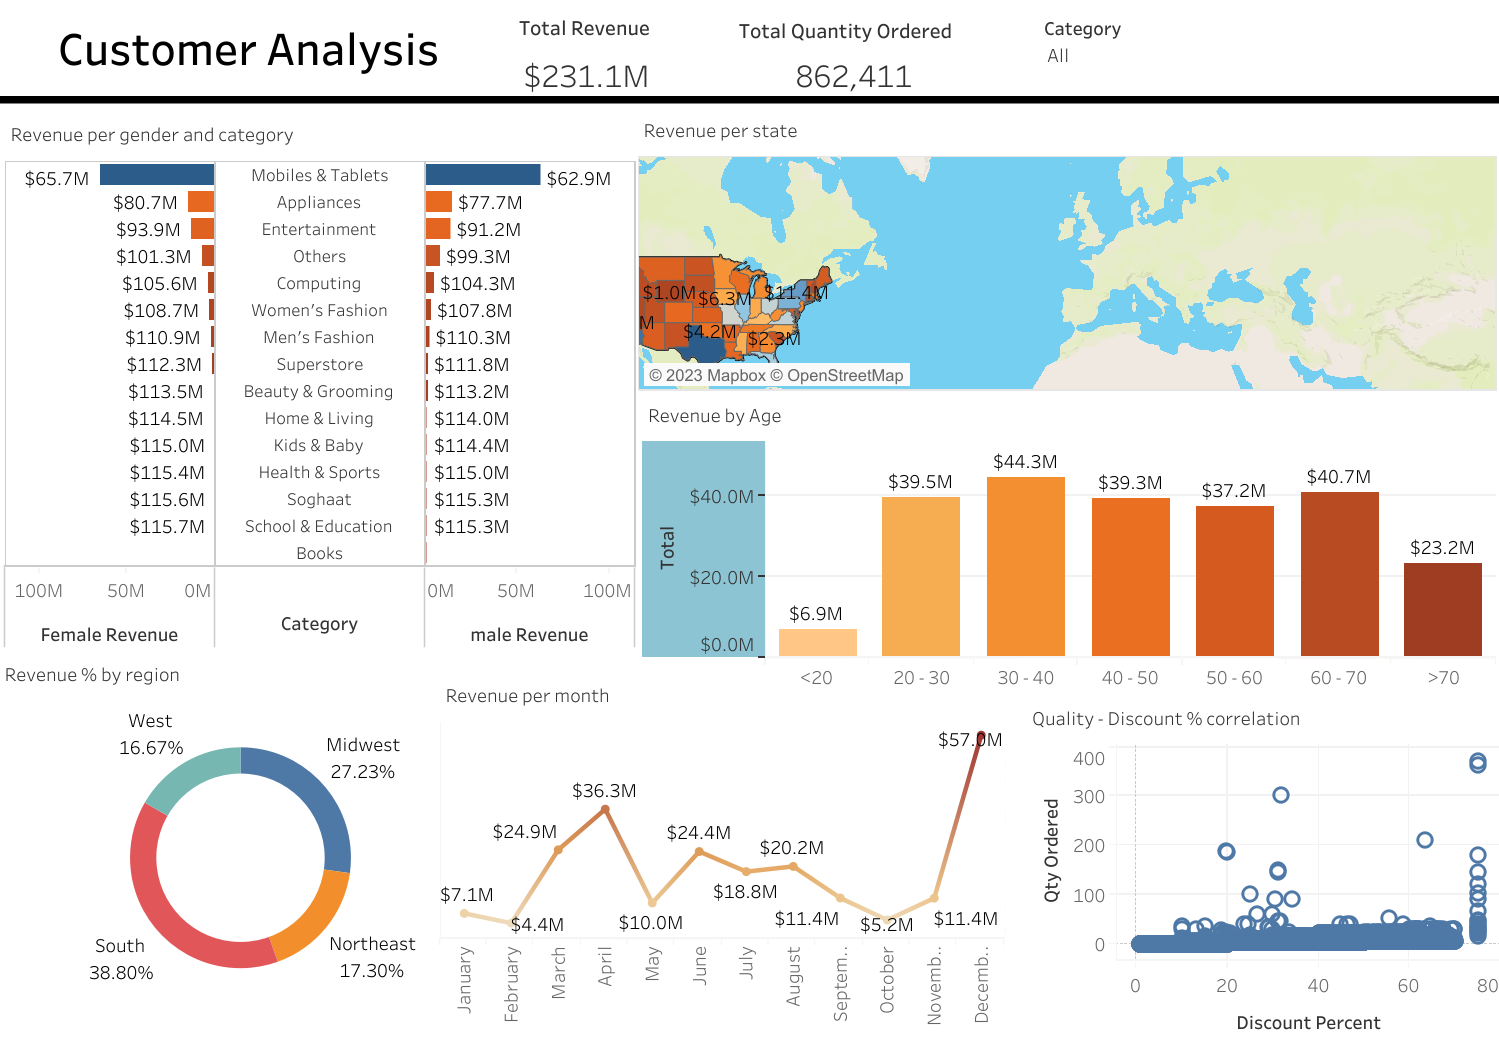 Customer Analysis
Total Revenue
$231.1M
Total Quantity Ordered
862,411
Category
All
Revenue per gender and category
$65.7M Mobiles & Tablets $62.9M
$80.7M Appliances $77.7M
$93.9M Entertainment $91.2M
$101.3M Others $99.3M
$105.6M Computing $104.3M
$108.7M Women's Fashion $107.8M
$110.9M Men's Fashion $110.3M
$112.3M Superstore $111.8M
$113.5M Beauty & Grooming $113.2M
$114.5M Home & Living $114.0M
$115.0M Kids & Baby $114.4M
$115.4M Health & Sports $115.0M
$115.6M Soghaat $115.3M
$115.7M School & Education $115.3M
Books
100M 50M 0M 0M 50M 100M
Female Revenue Category male Revenue
Revenue per state
$1.0M $6.3M $11.4M
M $4.2M $2.3M
© 2023 Mapbox © OpenStreetMap
Revenue by Age
Total
$40.0M
$20.0M
$0.0M
$6.9M $39.5M $44.3M $39.3M $37.2M $40.7M $23.2M
<20 20 - 30 30 - 40 40 - 50 50 - 60 60 - 70 >70
Revenue % by region
West
16.67%
Midwest
27.23%
South
38.80%
Northeast
17.30%
Revenue per month
$7.1M $4.4M $24.9M $36.3M $10.0M $24.4M $18.8M $20.2M $11.4M $5.2M $11.4M $57.0M
January February March April May June July August Septem.. October Novemb.. Decemb..
Quality - Discount % correlation
Qty Ordered
400
300
200
100
0
0 20 40 60 80
Discount Percent